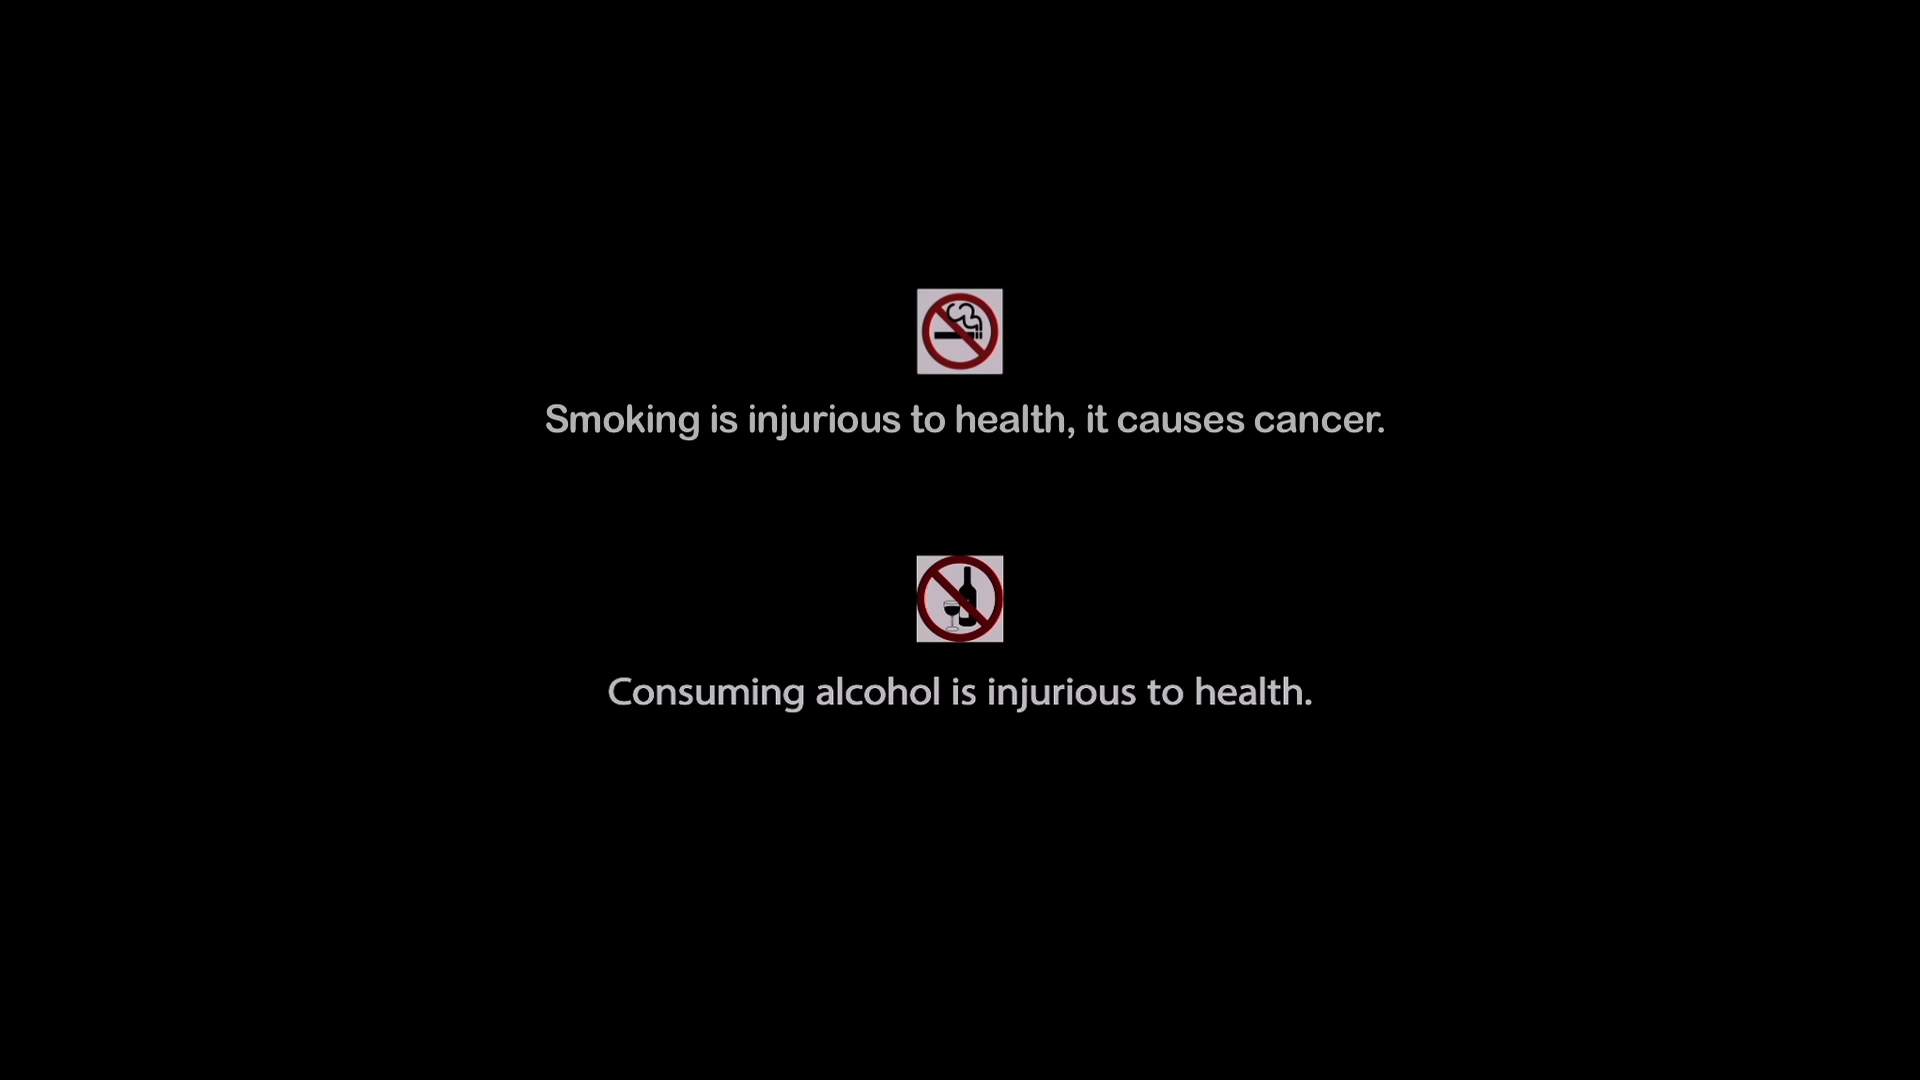 Smoking is injurious to health, it causes cancer.
Consuming alcohol is injurious to health.